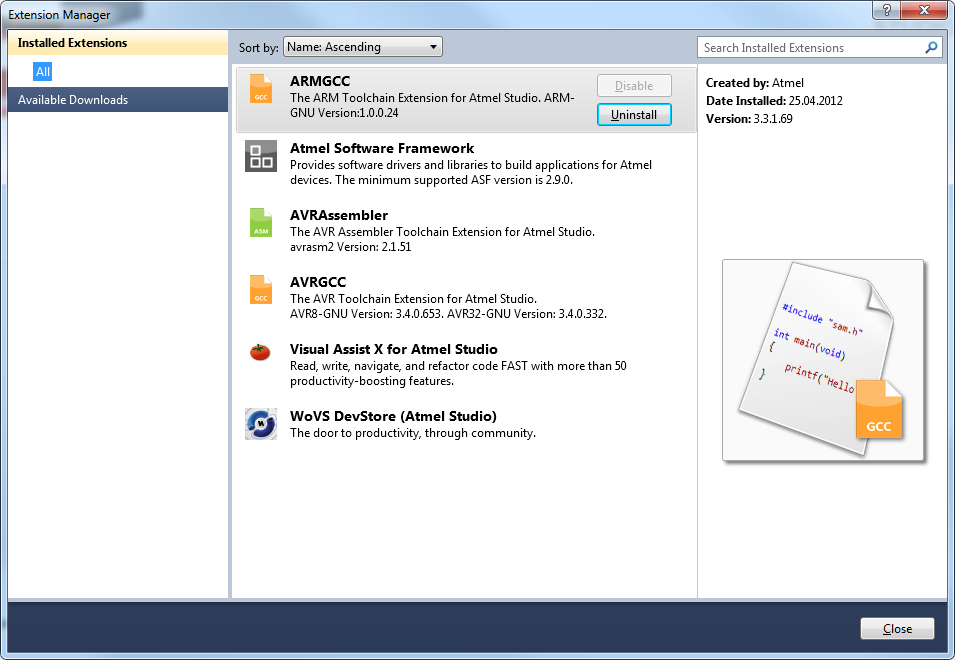 Extension Manager
?
Installed Extensions
All
Available Downloads
Sort by: Name: Ascending
Search Installed Extensions
GCC
ARMGCC
The ARM Toolchain Extension for Atmel Studio. ARM-
GNU Version:1.0.0.24
Disable
Uninstall
Atmel Software Framework
Provides software drivers and libraries to build applications for Atmel
devices. The minimum supported ASF version is 2.9.0.
ASM
AVRAssembler
The AVR Assembler Toolchain Extension for Atmel Studio.
avrasm2 Version: 2.1.51
GCC
AVRGCC
The AVR Toolchain Extension for Atmel Studio.
AVR8-GNU Version: 3.4.0.653. AVR32-GNU Version: 3.4.0.332.
Visual Assist X for Atmel Studio
Read, write, navigate, and refactor code FAST with more than 50
productivity-boosting features.
WoVS DevStore (Atmel Studio)
The door to productivity, through community.
Created by: Atmel
Date Installed: 25.04.2012
Version: 3.3.1.69
#include "sam.h"
int main(void)
{
printf("Hello
}
GCC
Close